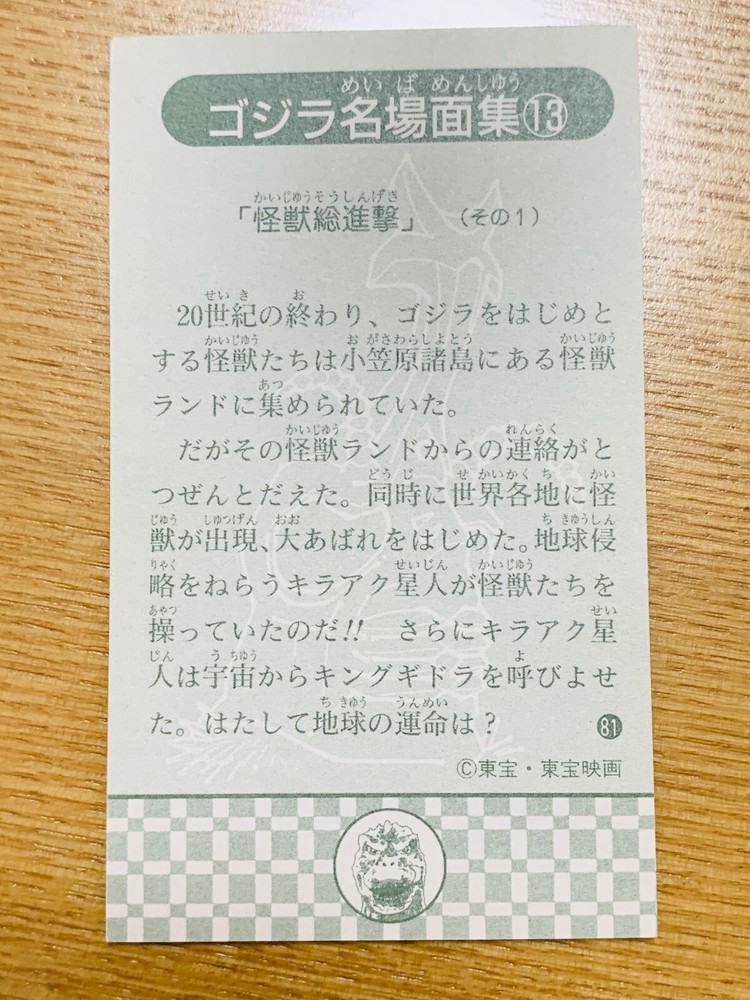 ゴジラ名場面集⑬
「怪獣総進撃」 (その1)
20世紀の終わり、ゴジラをはじめと
する怪獣たちは小笠原諸島にある怪獣
ランドに集められていた。
だがその怪獣ランドからの連絡がと
つぜんとだえた。同時に世界各地に怪
獣が出現、大あばれをはじめた。地球侵
略をねらうキラアク星人が怪獣たちを
操っていたのだ!! さらにキラアク星
人は宇宙からキングギドラを呼びよせ
た。はたして地球の運命は?
81
©東宝・東宝映画